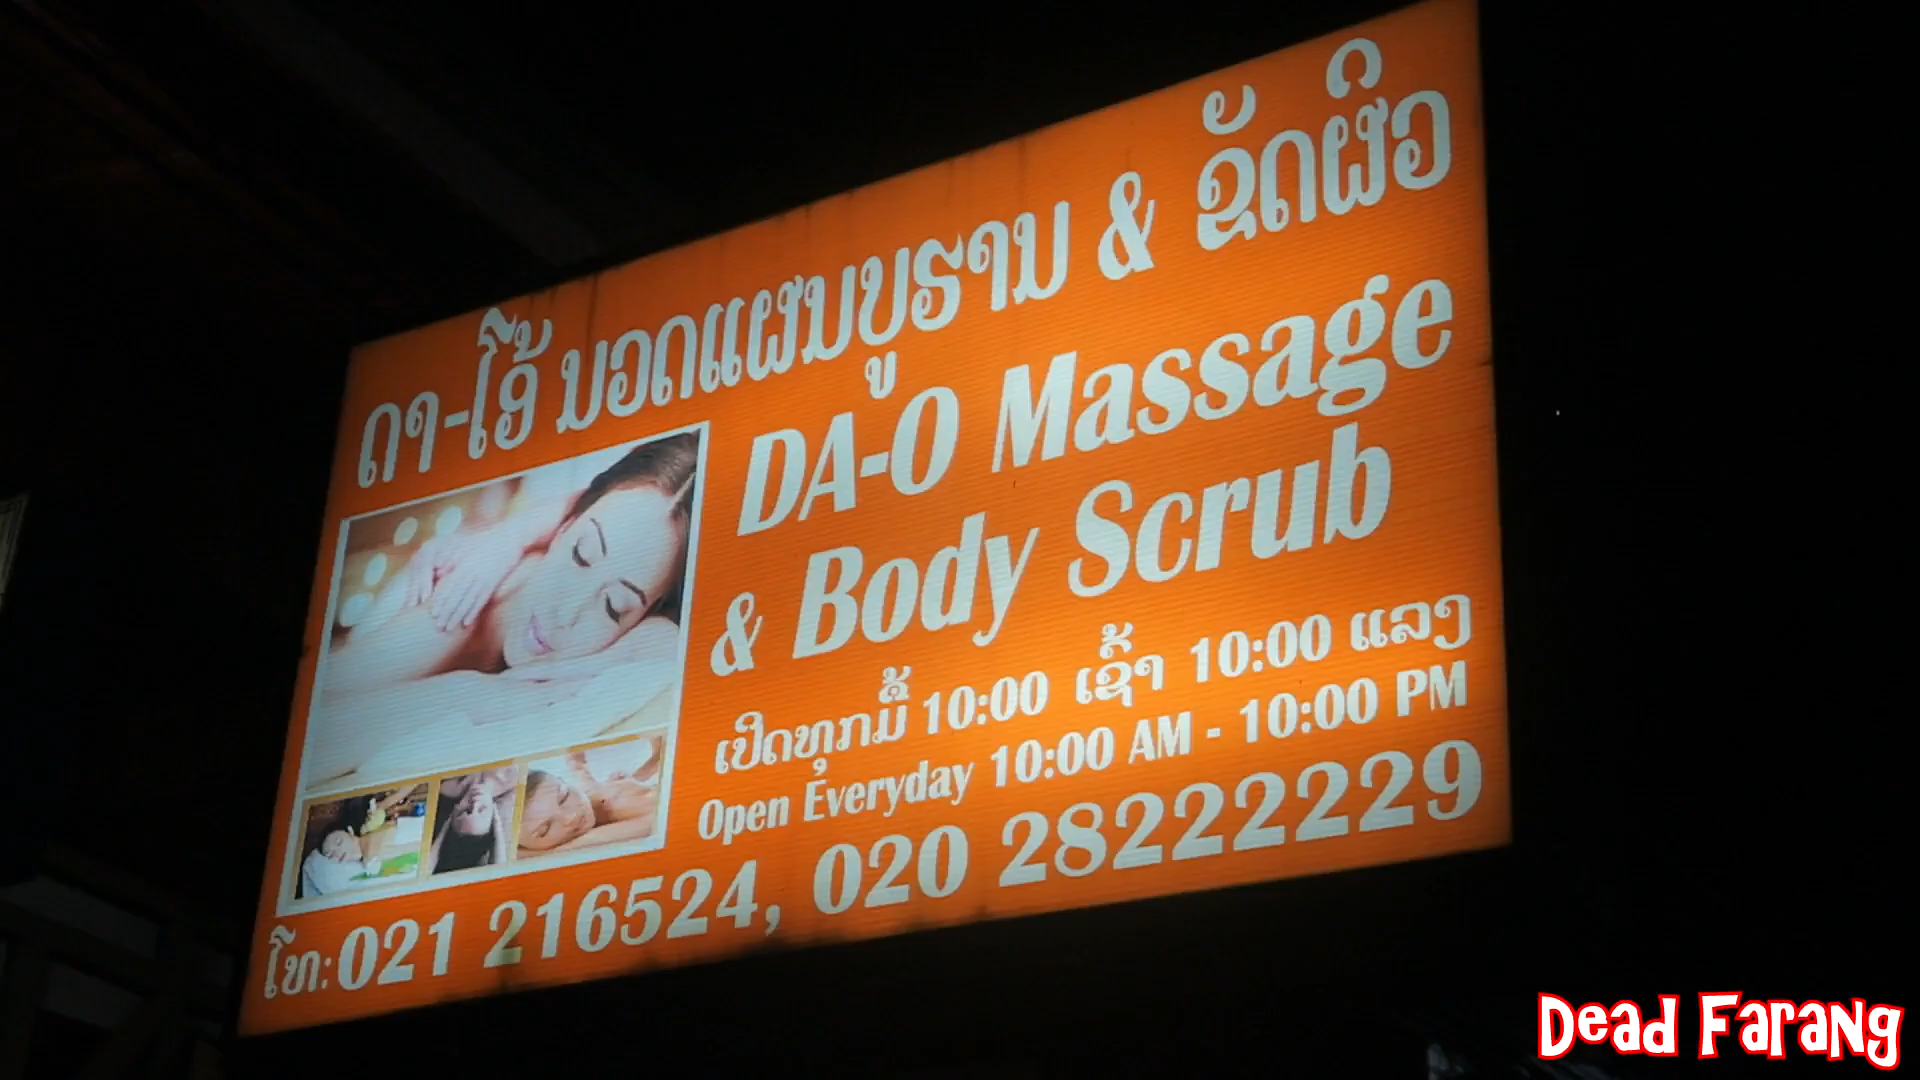 ດາ-ໂອ້ ນວດແຜນບູຮານ & ຂັດຜິວ
DA-O Massage
& Body Scrub
ເປີດທຸກມື້ 10:00 ເຊົ້າ 10:00 ແລງ
Open Everyday 10:00 AM - 10:00 PM
ໂທ: 021 216524, 020 28222229
Dead Farang